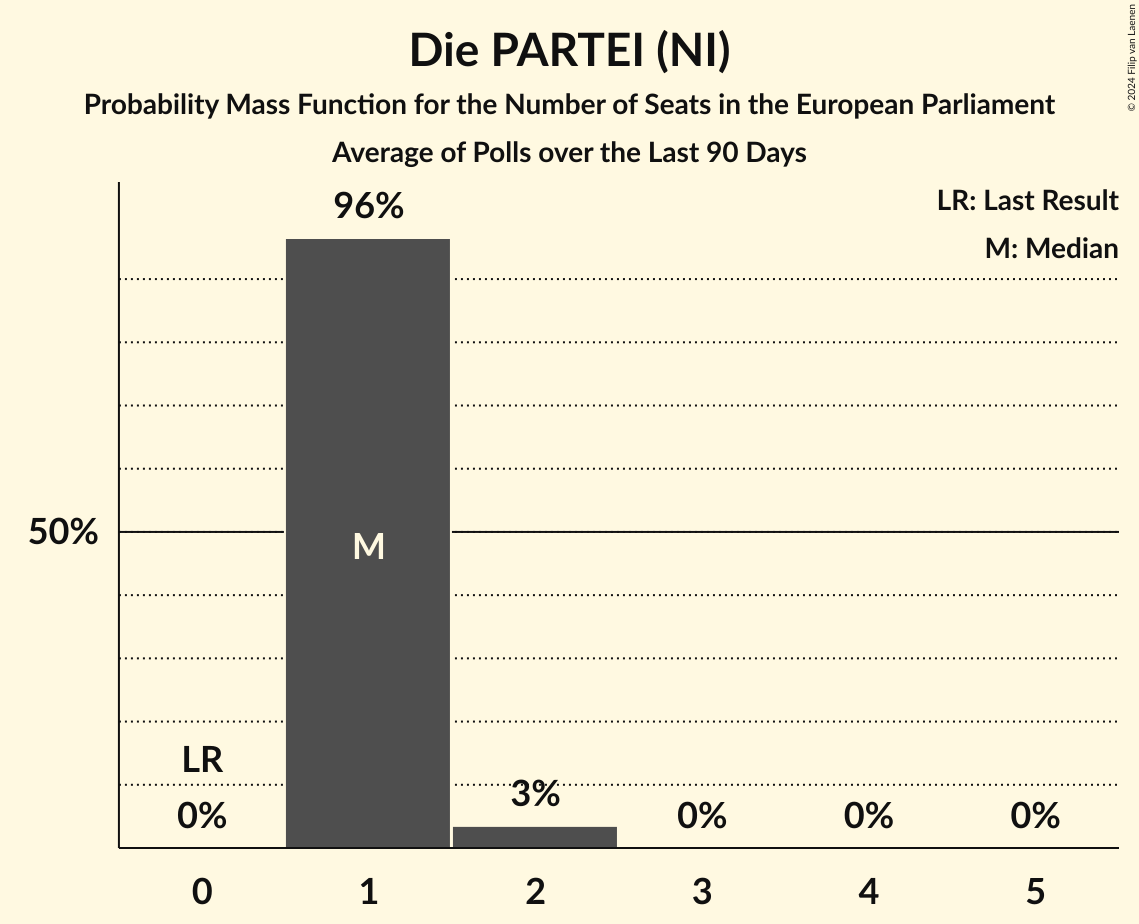 Die PARTEI (NI)
Probability Mass Function for the Number of Seats in the European Parliament
Average of Polls over the Last 90 Days
© 2024 Filip van Laenen
LR: Last Result
M: Median
96%
50%
M
LR
0%
3%
0%
0%
0%
0 1 2 3 4 5